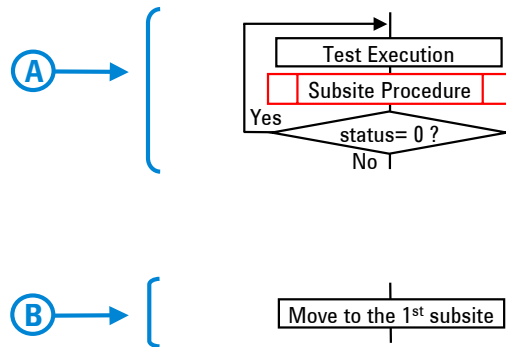 Test Execution
A
Subsite Procedure
Yes
status= 0 ?
No
B
Move to the 1st subsite